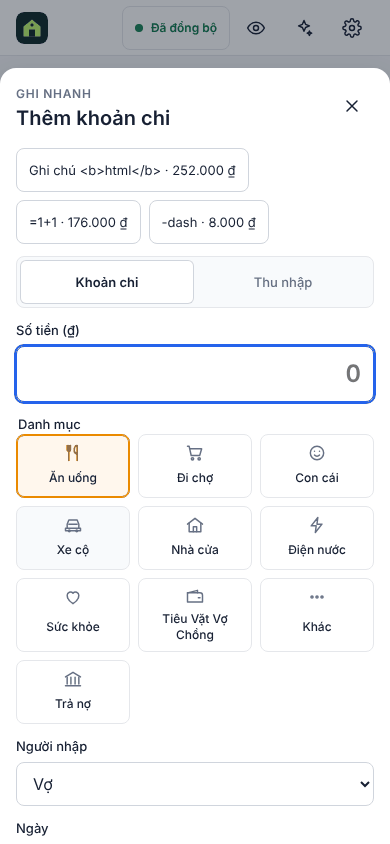 Đã đồng bộ
GHI NHANH
Thêm khoản chi
Ghi chú <b>html</b> · 252.000 ₫
=1+1 · 176.000 ₫
-dash · 8.000 ₫
Khoản chi
Thu nhập
Số tiền (₫)
0
Danh mục
Ăn uống
Đi chợ
Con cái
Xe cộ
Nhà cửa
Điện nước
Sức khỏe
Tiêu Vặt Vợ
Chồng
Khác
Trả nợ
Người nhập
Vợ
Ngày